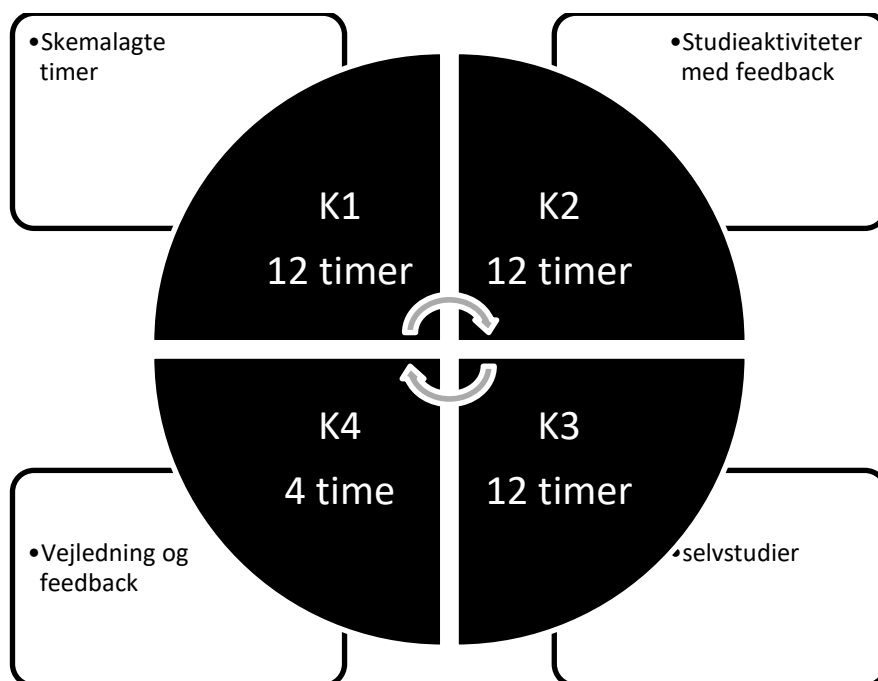 •Skemalagte
timer
•Studieaktiviteter
med feedback
K1
12 timer
K2
12 timer
K4
4 time
K3
12 timer
•Vejledning og
feedback
•selvstudier